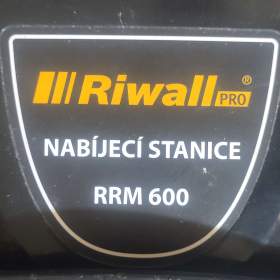 Riwall PRO®
NABÍJECÍ STANICE
RRM 600